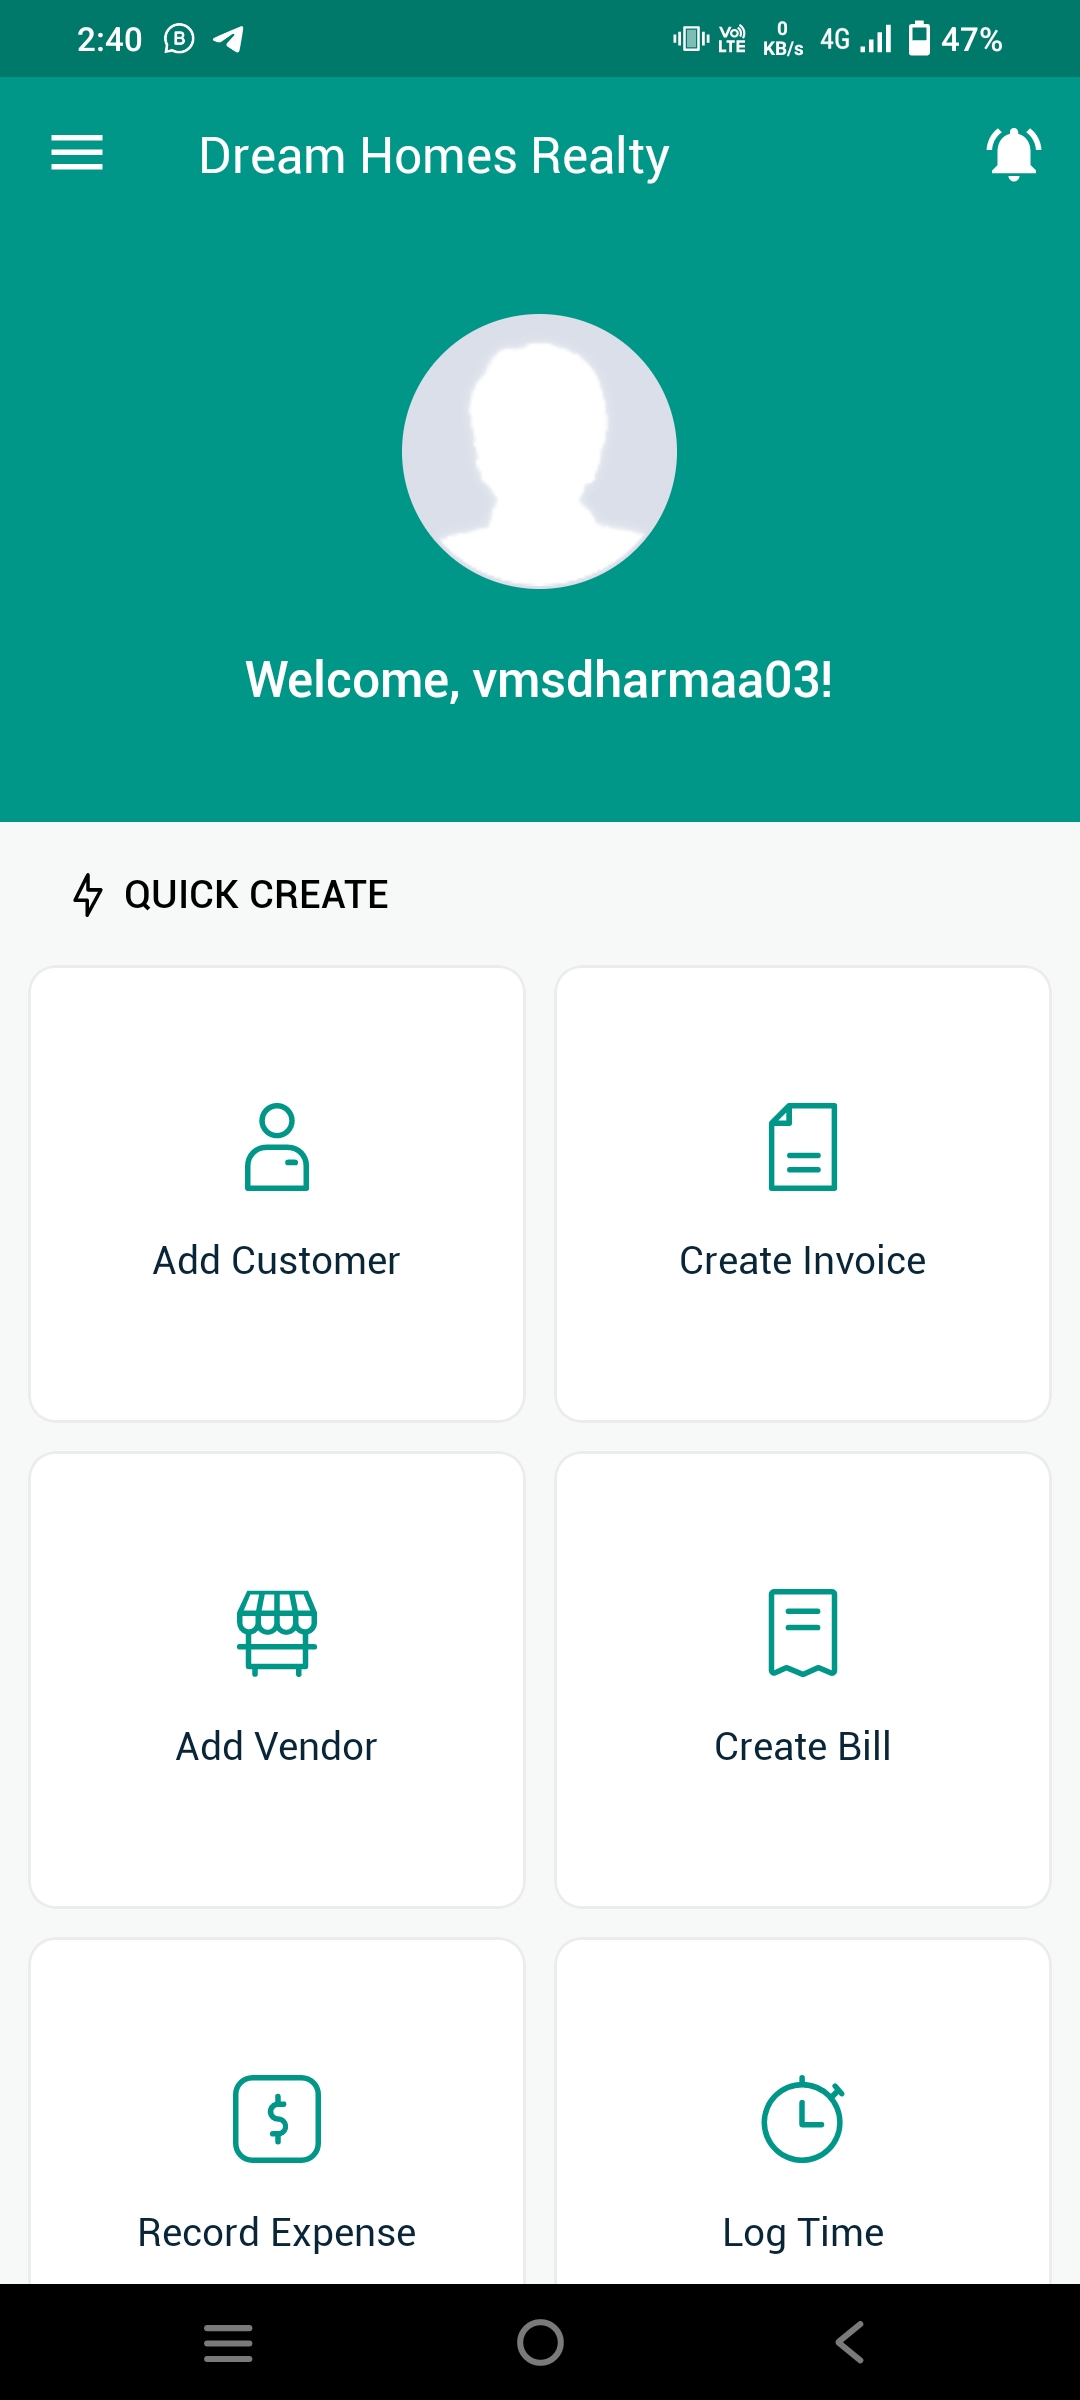 2:40 B Vo) LTE 0 KB/s 4G 47%
Dream Homes Realty
Welcome, vmsdharmaa03!
QUICK CREATE
Add Customer Create Invoice
Add Vendor Create Bill
$
Record Expense Log Time